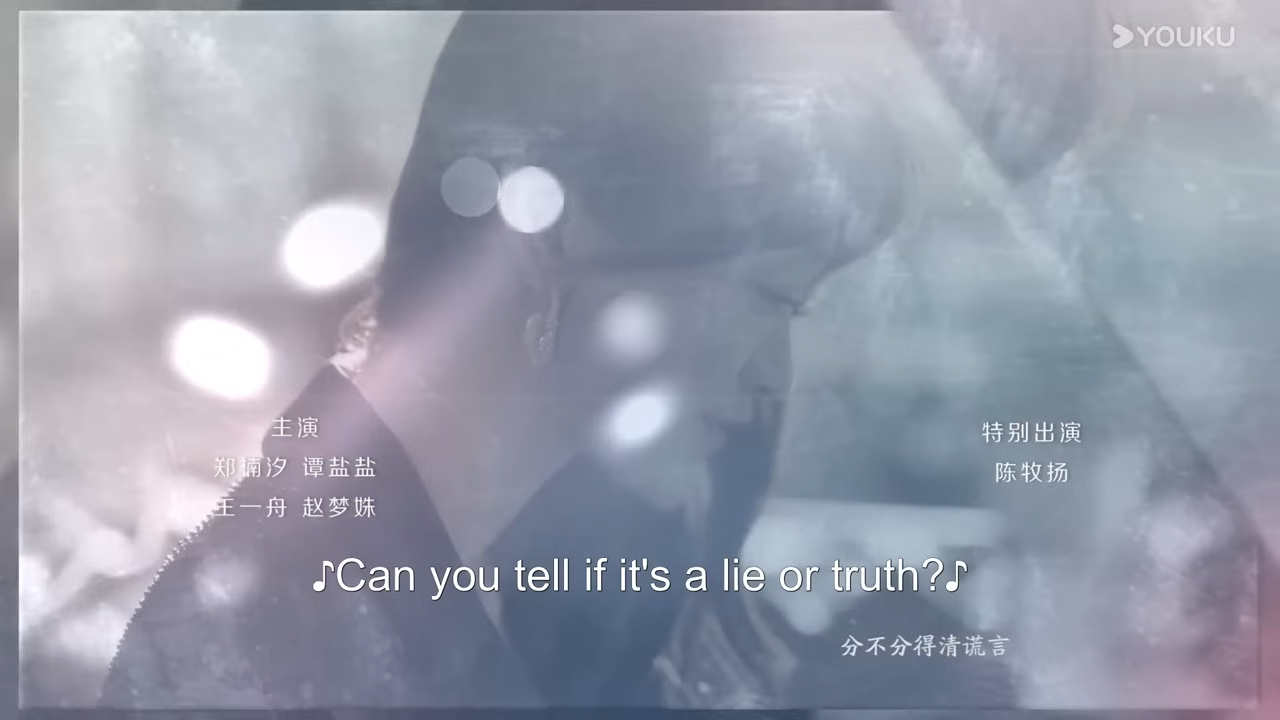 YOUKU
主演
郑楠汐 谭盐盐
王一舟 赵梦姝
特别出演
陈牧扬
♪Can you tell if it's a lie or truth?♪
分不分得清谎言